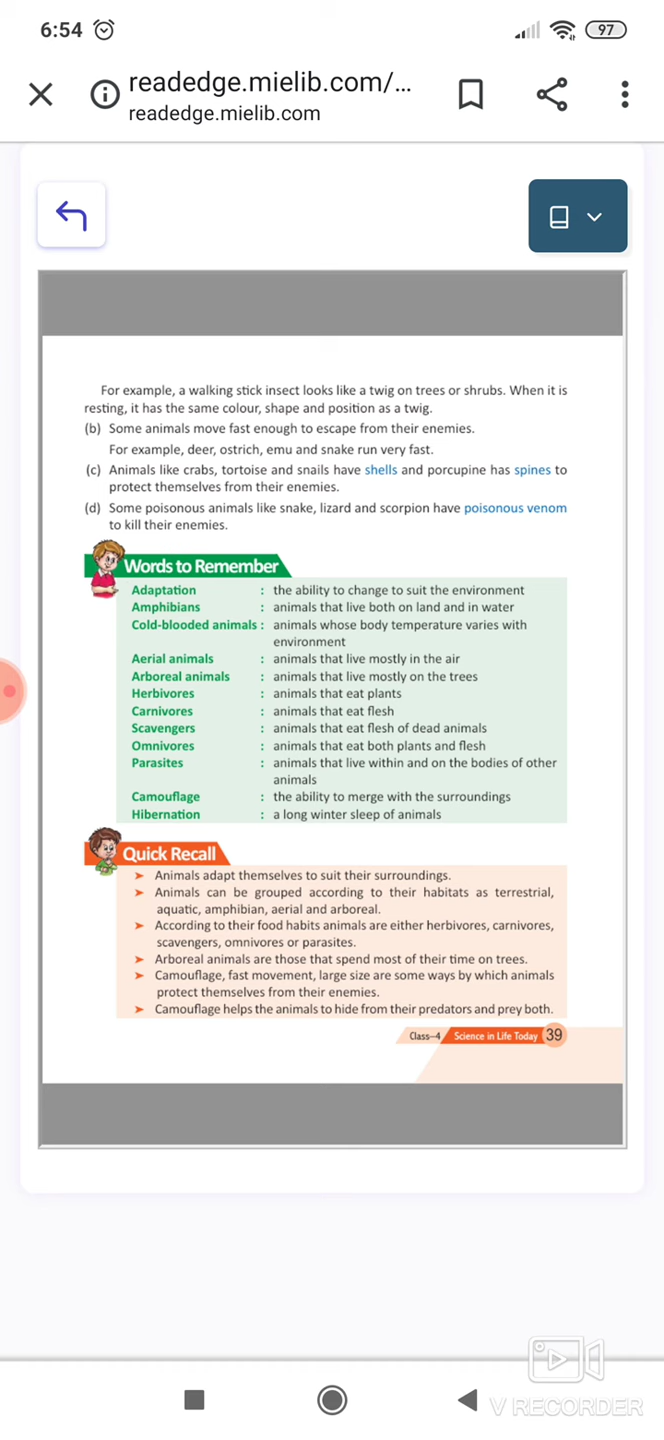 6:54
97
readedge.mielib.com/...
readedge.mielib.com
For example, a walking stick insect looks like a twig on trees or shrubs. When it is
resting, it has the same colour, shape and position as a twig.
(b) Some animals move fast enough to escape from their enemies.
For example, deer, ostrich, emu and snake run very fast.
(c) Animals like crabs, tortoise and snails have shells and porcupine has spines to
protect themselves from their enemies.
(d) Some poisonous animals like snake, lizard and scorpion have poisonous venom
to kill their enemies.
Words to Remember
Adaptation : the ability to change to suit the environment
Amphibians : animals that live both on land and in water
Cold-blooded animals : animals whose body temperature varies with
environment
Aerial animals : animals that live mostly in the air
Arboreal animals : animals that live mostly on the trees
Herbivores : animals that eat plants
Carnivores : animals that eat flesh
Scavengers : animals that eat flesh of dead animals
Omnivores : animals that eat both plants and flesh
Parasites : animals that live within and on the bodies of other
animals
Camouflage : the ability to merge with the surroundings
Hibernation : a long winter sleep of animals
Quick Recall
➤ Animals adapt themselves to suit their surroundings.
➤ Animals can be grouped according to their habitats as terrestrial,
aquatic, amphibian, aerial and arboreal.
➤ According to their food habits animals are either herbivores, carnivores,
scavengers, omnivores or parasites.
➤ Arboreal animals are those that spend most of their time on trees.
➤ Camouflage, fast movement, large size are some ways by which animals
protect themselves from their enemies.
➤ Camouflage helps the animals to hide from their predators and prey both.
Class–4 Science in Life Today 39
V RECORDER